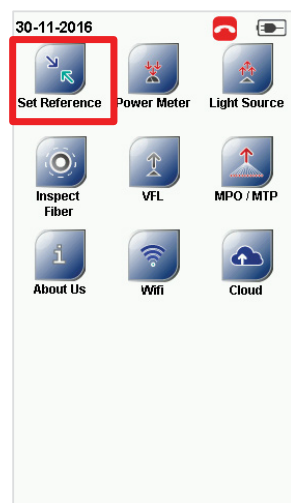 30-11-2016
Set Reference Power Meter Light Source
Inspect Fiber VFL MPO / MTP
About Us Wifi Cloud